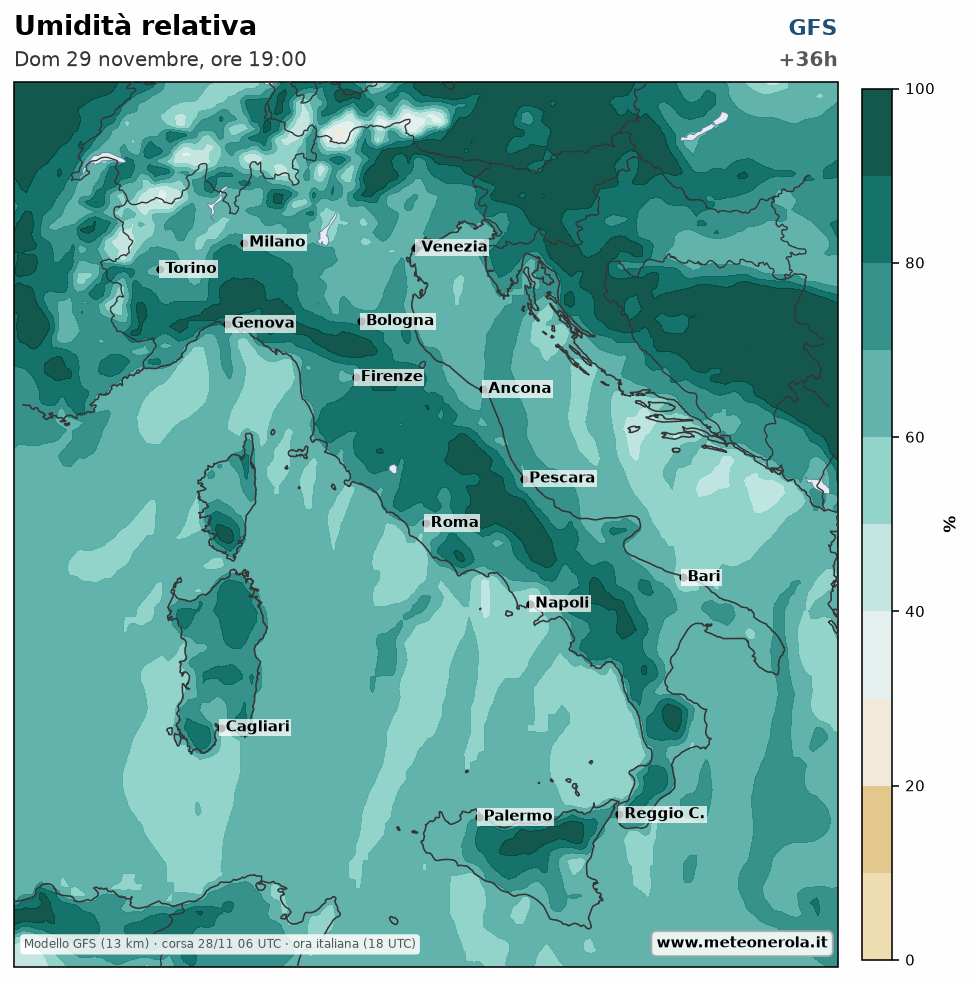 Umidità relativa
GFS
Dom 29 novembre, ore 19:00
+36h
100
80
60
40
20
0
%
Milano
Venezia
Torino
Genova
Bologna
Firenze
Ancona
Pescara
Roma
Bari
Napoli
Cagliari
Palermo
Reggio C.
Modello GFS (13 km) · corsa 28/11 06 UTC · ora italiana (18 UTC)
www.meteonerola.it